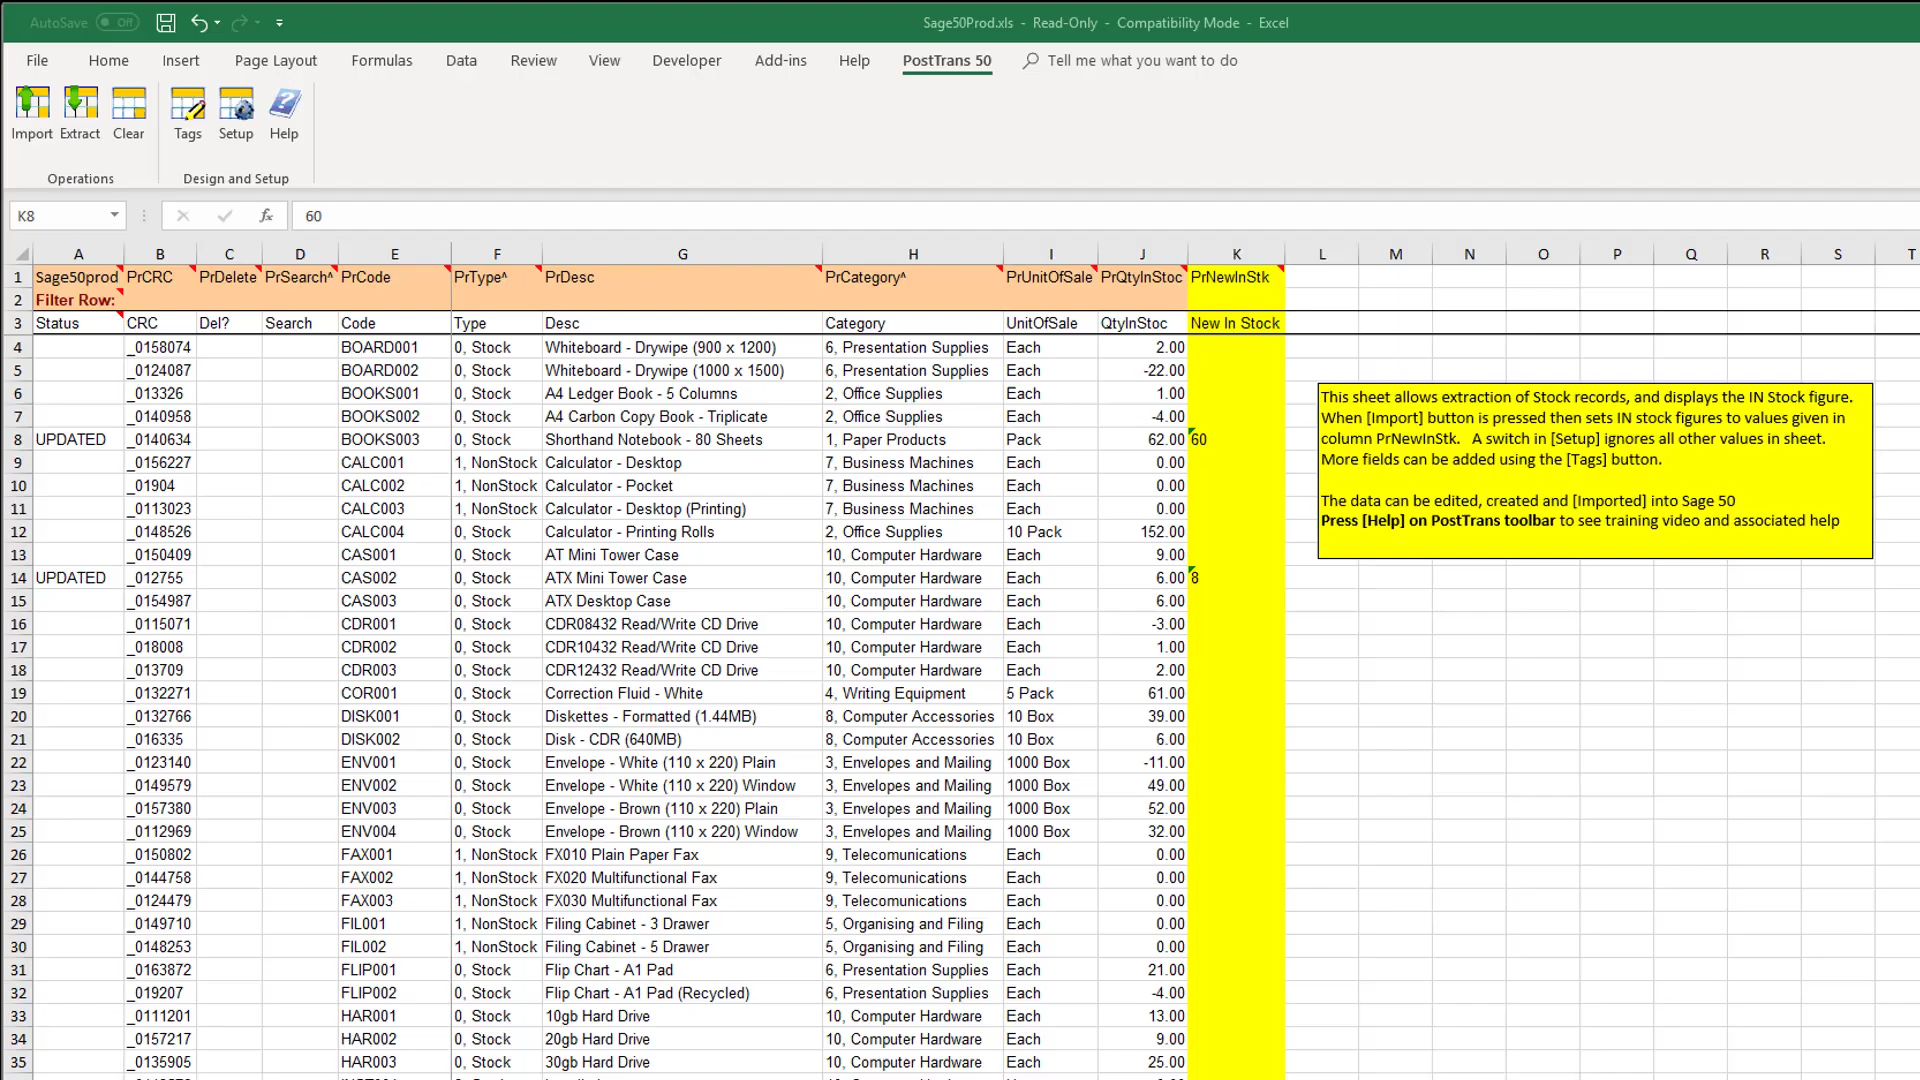 AutoSave Off Sage50Prod.xls - Read-Only - Compatibility Mode - Excel
File Home Insert Page Layout Formulas Data Review View Developer Add-ins Help PostTrans 50 Tell me what you want to do
Import Extract Clear Tags Setup Help
Operations Design and Setup
K8 fx 60
A B C D E F G H I J K L M N O P Q R S T
1 Sage50prod PrCRC PrDelete PrSearch^ PrCode PrType^ PrDesc PrCategory^ PrUnitOfSale PrQtyInStoc PrNewInStk
2 Filter Row:
3 Status CRC Del? Search Code Type Desc Category UnitOfSale QtyInStoc New In Stock
4 _0158074 BOARD001 0, Stock Whiteboard - Drywipe (900 x 1200) 6, Presentation Supplies Each 2.00
5 _0124087 BOARD002 0, Stock Whiteboard - Drywipe (1000 x 1500) 6, Presentation Supplies Each -22.00
6 _013326 BOOKS001 0, Stock A4 Ledger Book - 5 Columns 2, Office Supplies Each 1.00
7 _0140958 BOOKS002 0, Stock A4 Carbon Copy Book - Triplicate 2, Office Supplies Each -4.00
8 UPDATED _0140634 BOOKS003 0, Stock Shorthand Notebook - 80 Sheets 1, Paper Products Pack 62.00 60
9 _0156227 CALC001 1, NonStock Calculator - Desktop 7, Business Machines Each 0.00
10 _01904 CALC002 1, NonStock Calculator - Pocket 7, Business Machines Each 0.00
11 _0113023 CALC003 1, NonStock Calculator - Desktop (Printing) 7, Business Machines Each 0.00
12 _0148526 CALC004 0, Stock Calculator - Printing Rolls 2, Office Supplies 10 Pack 152.00
13 _0150409 CAS001 0, Stock AT Mini Tower Case 10, Computer Hardware Each 9.00
14 UPDATED _012755 CAS002 0, Stock ATX Mini Tower Case 10, Computer Hardware Each 6.00 8
15 _0154987 CAS003 0, Stock ATX Desktop Case 10, Computer Hardware Each 6.00
16 _0115071 CDR001 0, Stock CDR08432 Read/Write CD Drive 10, Computer Hardware Each -3.00
17 _018008 CDR002 0, Stock CDR10432 Read/Write CD Drive 10, Computer Hardware Each 1.00
18 _013709 CDR003 0, Stock CDR12432 Read/Write CD Drive 10, Computer Hardware Each 2.00
19 _0132271 COR001 0, Stock Correction Fluid - White 4, Writing Equipment 5 Pack 61.00
20 _0132766 DISK001 0, Stock Diskettes - Formatted (1.44MB) 8, Computer Accessories 10 Box 39.00
21 _016335 DISK002 0, Stock Disk - CDR (640MB) 8, Computer Accessories 10 Box 6.00
22 _0123140 ENV001 0, Stock Envelope - White (110 x 220) Plain 3, Envelopes and Mailing 1000 Box -11.00
23 _0149579 ENV002 0, Stock Envelope - White (110 x 220) Window 3, Envelopes and Mailing 1000 Box 49.00
24 _0157380 ENV003 0, Stock Envelope - Brown (110 x 220) Plain 3, Envelopes and Mailing 1000 Box 52.00
25 _0112969 ENV004 0, Stock Envelope - Brown (110 x 220) Window 3, Envelopes and Mailing 1000 Box 32.00
26 _0150802 FAX001 1, NonStock FX010 Plain Paper Fax 9, Telecomunications Each 0.00
27 _0144758 FAX002 1, NonStock FX020 Multifunctional Fax 9, Telecomunications Each 0.00
28 _0124479 FAX003 1, NonStock FX030 Multifunctional Fax 9, Telecomunications Each 0.00
29 _0149710 FIL001 1, NonStock Filing Cabinet - 3 Drawer 5, Organising and Filing Each 0.00
30 _0148253 FIL002 1, NonStock Filing Cabinet - 5 Drawer 5, Organising and Filing Each 0.00
31 _0163872 FLIP001 0, Stock Flip Chart - A1 Pad 6, Presentation Supplies Each 21.00
32 _019207 FLIP002 0, Stock Flip Chart - A1 Pad (Recycled) 6, Presentation Supplies Each -4.00
33 _0111201 HAR001 0, Stock 10gb Hard Drive 10, Computer Hardware Each 13.00
34 _0157217 HAR002 0, Stock 20gb Hard Drive 10, Computer Hardware Each 9.00
35 _0135905 HAR003 0, Stock 30gb Hard Drive 10, Computer Hardware Each 25.00
This sheet allows extraction of Stock records, and displays the IN Stock figure.
When [Import] button is pressed then sets IN stock figures to values given in
column PrNewInStk. A switch in [Setup] ignores all other values in sheet.
More fields can be added using the [Tags] button.
The data can be edited, created and [Imported] into Sage 50
Press [Help] on PostTrans toolbar to see training video and associated help